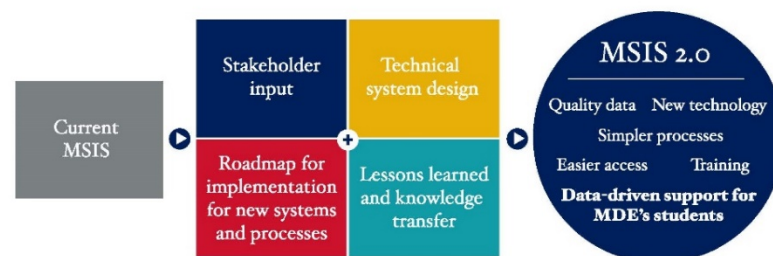 Current
MSIS
Stakeholder
input
Technical
system design
Roadmap for
implementation
for new systems
and processes
Lessons learned
and knowledge
transfer
MSIS 2.0
Quality data New technology
Simpler processes
Easier access Training
Data-driven support for
MDE's students